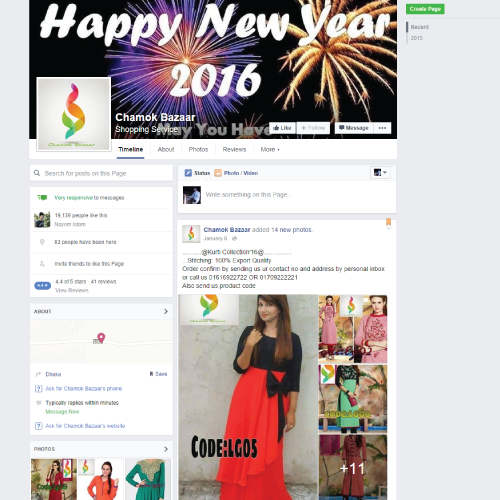 Happy New Year
2016
May You Have
Create Page
Recent
2015
Chamok Bazaar
Chamok Bazaar
Shopping Service
Like
Follow
Message
Timeline
About
Photos
Reviews
More
Search for posts on this Page
Very responsive to messages
19,139 people like this
83 people have been here
Invite friends to like this Page
4.4 of 5 stars · 41 reviews
View Reviews
ABOUT
Dhaka
Save
Ask for Chamok Bazaar's phone
Typically replies within minutes
Message Now
Ask for Chamok Bazaar's website
PHOTOS
Status
Photo / Video
Write something on this Page...
Chamok Bazaar added 14 new photos.
January 8
...........@Kurti Collection'16@...............
...Stitching: 100% Export Quality
Order confirm by sending us ur contact no and address by personal inbox
or call us 01616922722 OR 01709222221
Also send us product code
CODE:LG05
+11